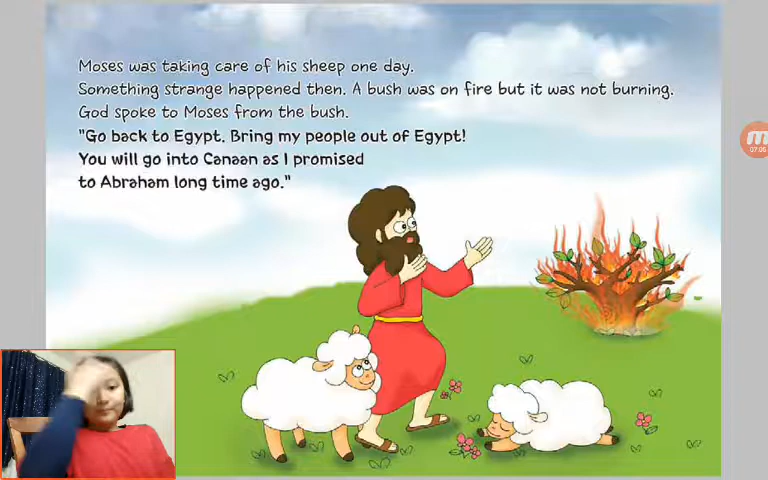 Moses was taking care of his sheep one day.
Something strange happened then. A bush was on fire but it was not burning.
God spoke to Moses from the bush.
"Go back to Egypt. Bring my people out of Egypt!
You will go into Canaan as I promised
to Abraham long time ago."
07:05